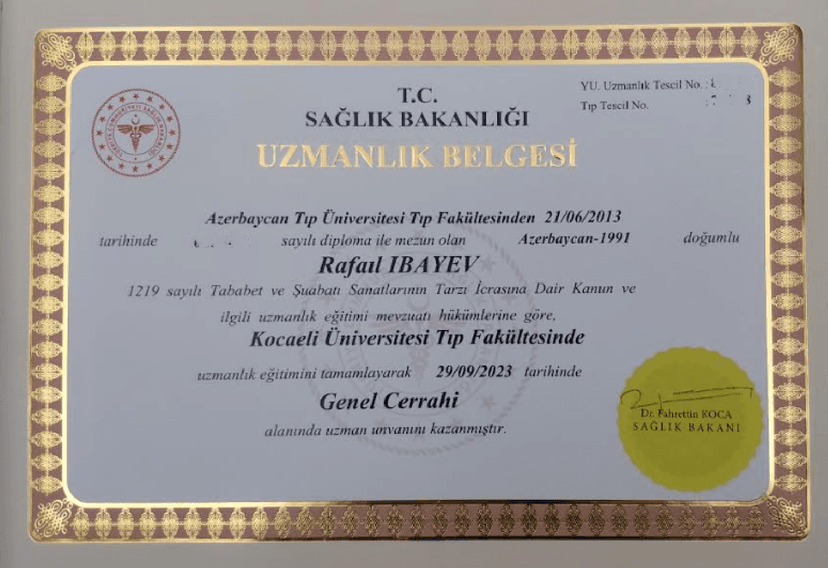 YU. Uzmanlık Tescil No. :
Tıp Tescil No. :
T.C.
SAĞLIK BAKANLIĞI
UZMANLIK BELGESİ
Azerbaycan Tıp Üniversitesi Tıp Fakültesinden 21/06/2013
tarihinde sayılı diploma ile mezun olan Azerbaycan-1991 doğumlu
Rafaıl IBAYEV
1219 sayılı Tababet ve Şuabatı Sanatlarının Tarzı İcrasına Dair Kanun ve
ilgili uzmanlık eğitimi mevzuatı hükümlerine göre,
Kocaeli Üniversitesi Tıp Fakültesinde
uzmanlık eğitimini tamamlayarak 29/09/2023 tarihinde
Genel Cerrahi
alanında uzman unvanını kazanmıştır.
Dr. Fahrettin KOCA
SAĞLIK BAKANI